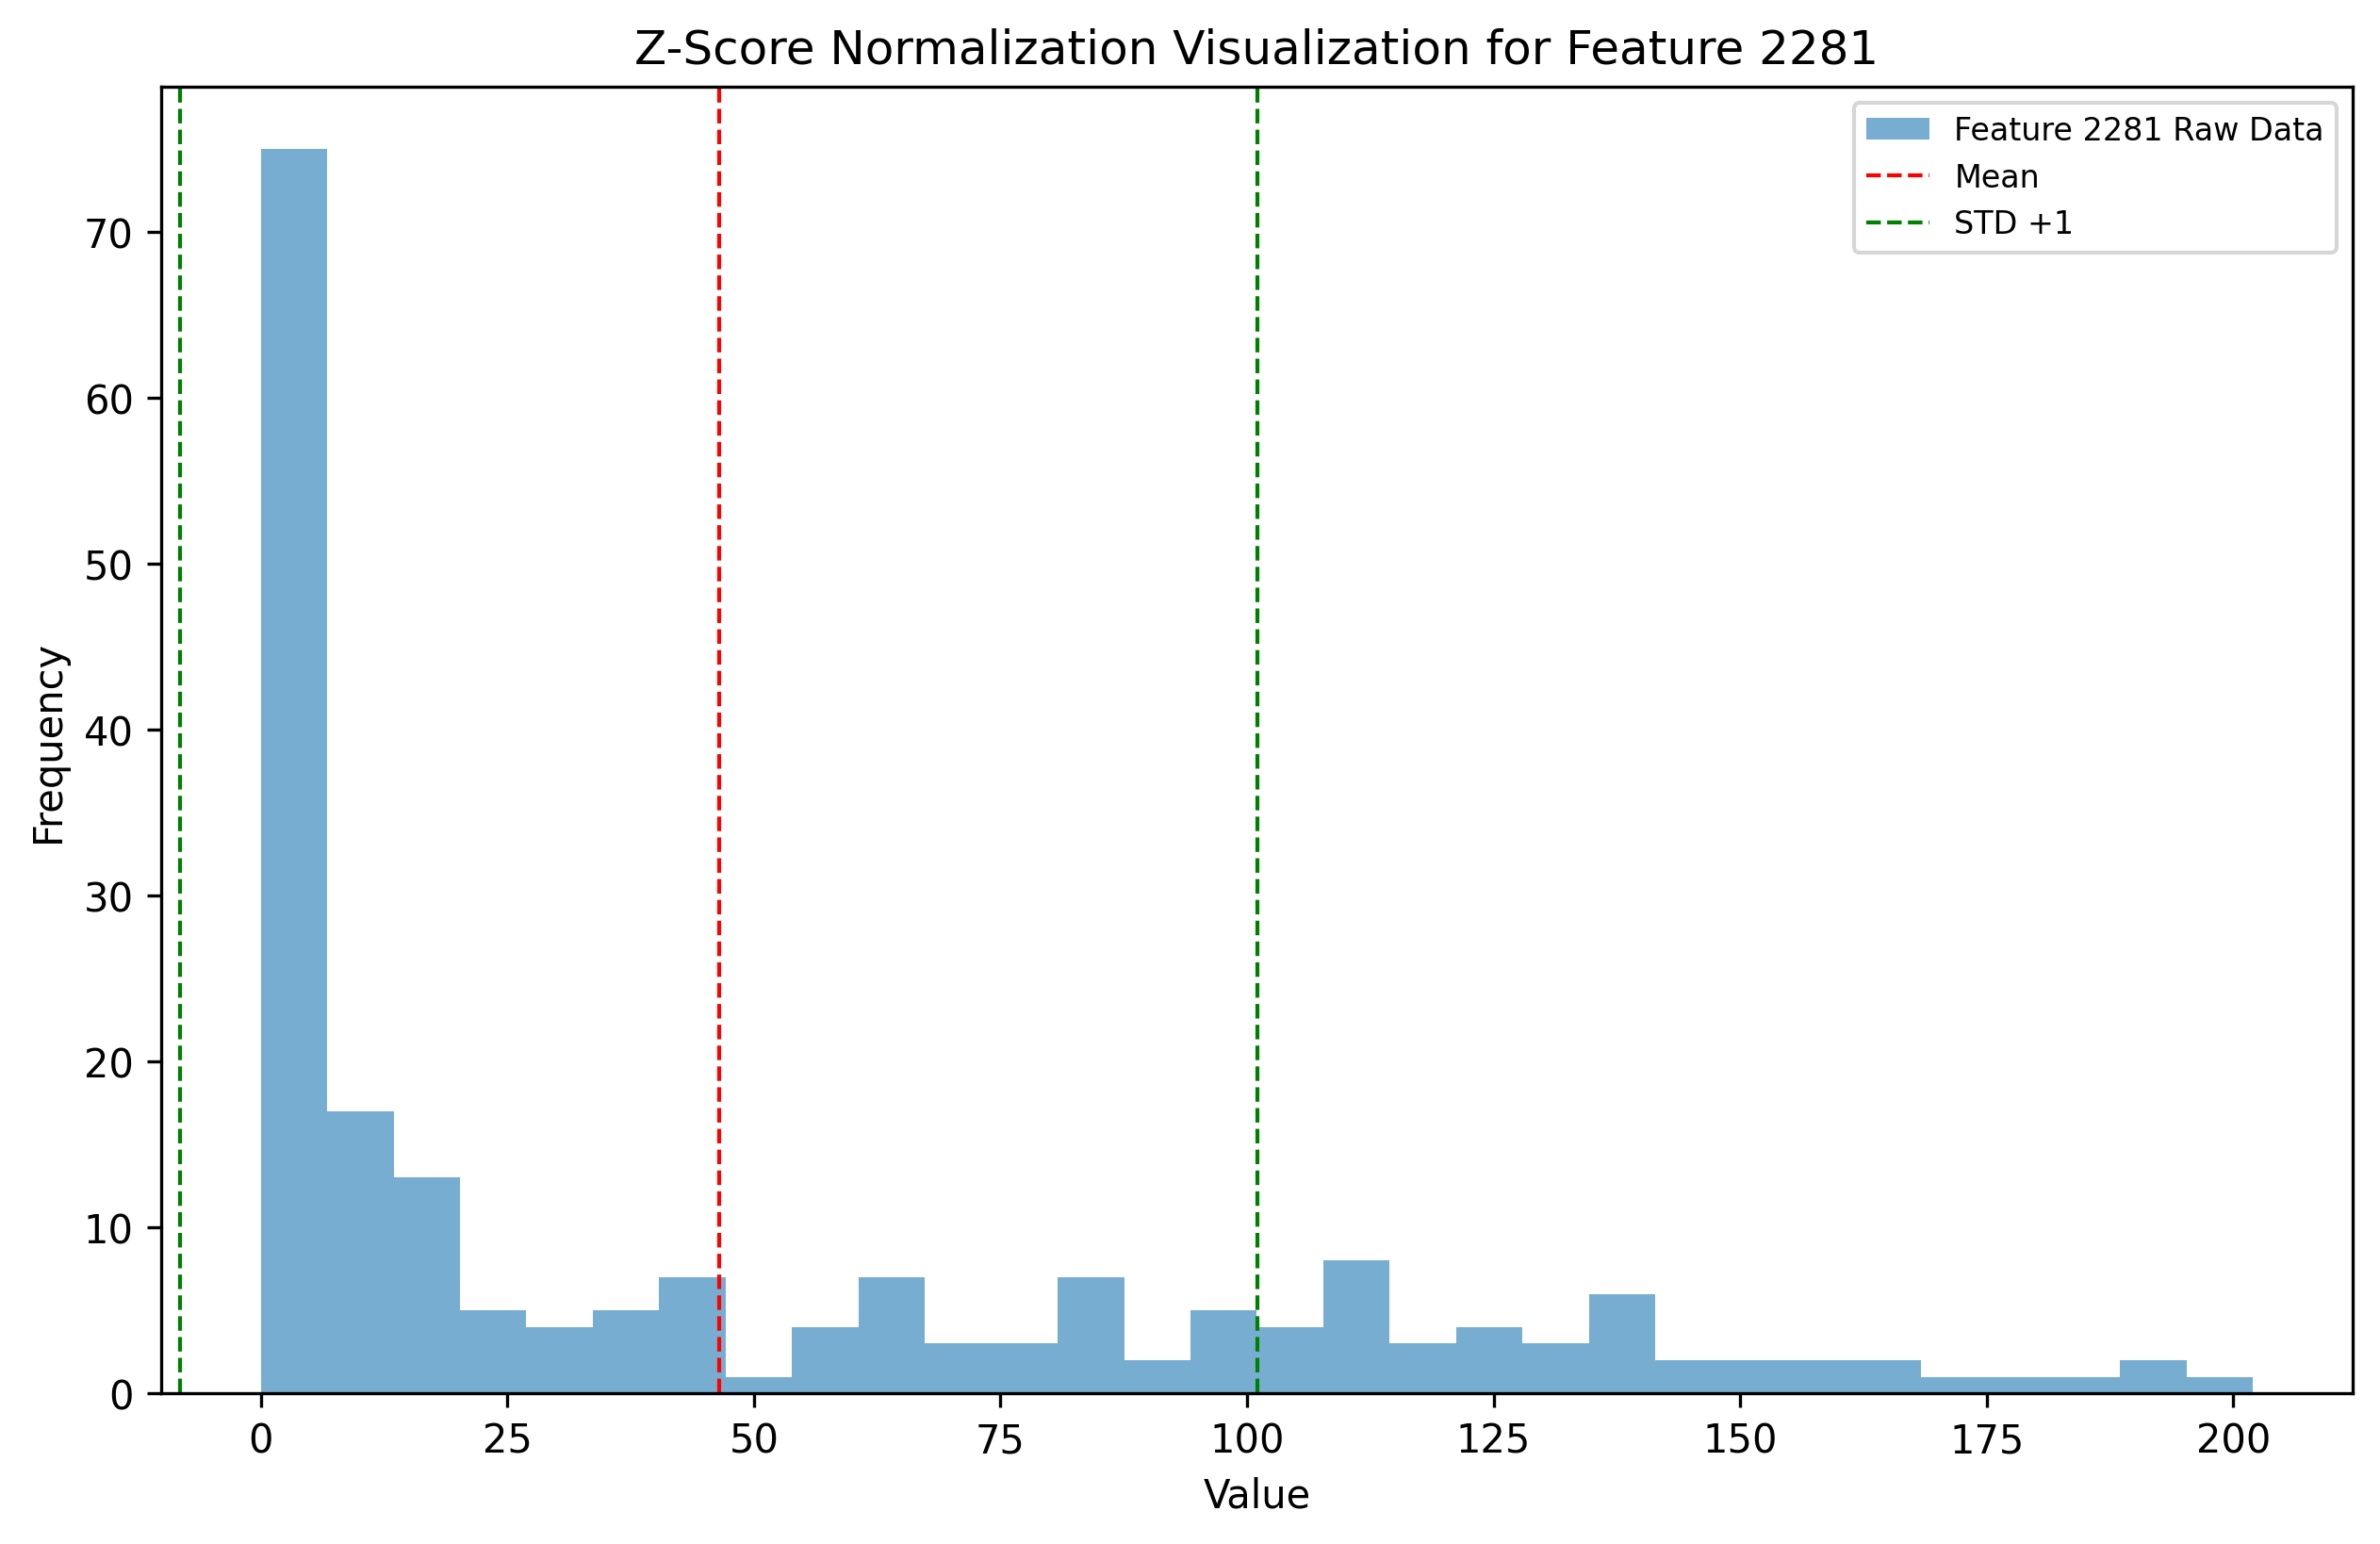 Z-Score Normalization Visualization for Feature 2281
Feature 2281 Raw Data
Mean
STD +1
Frequency
70
60
50
40
30
20
10
0
0 25 50 75 100 125 150 175 200
Value